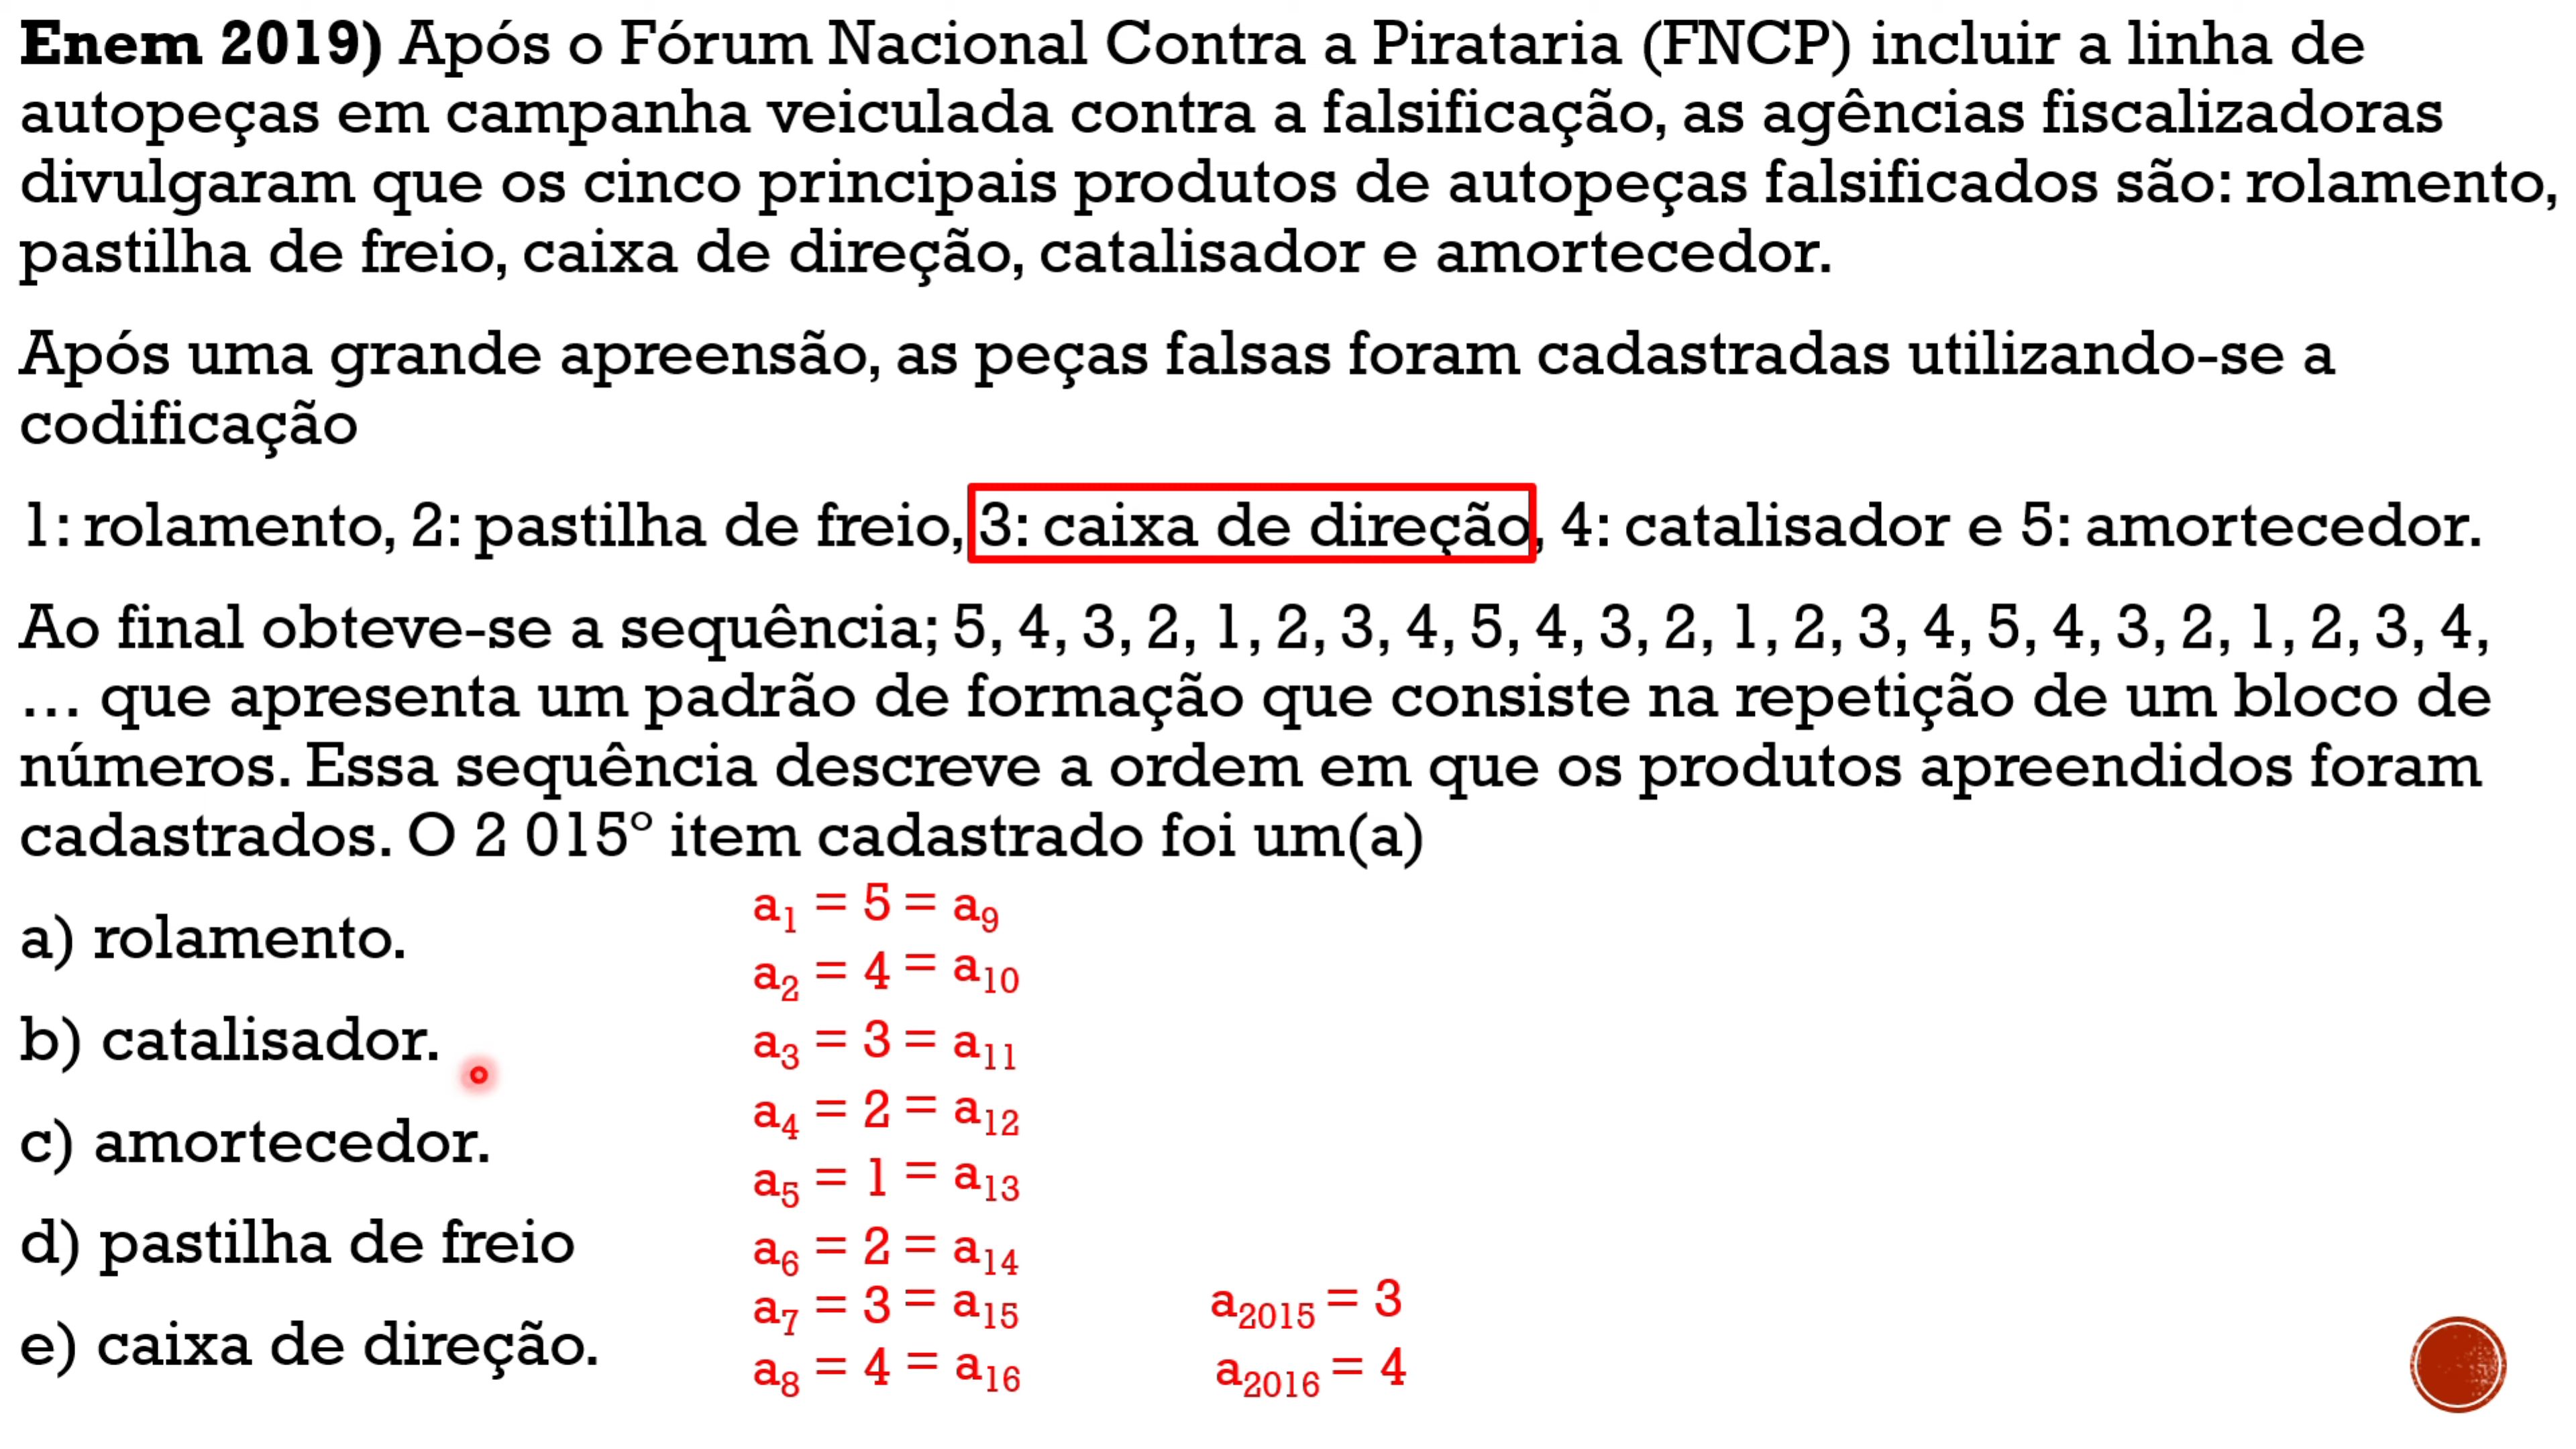 Enem 2019) Após o Fórum Nacional Contra a Pirataria (FNCP) incluir a linha de
autopeças em campanha veiculada contra a falsificação, as agências fiscalizadoras
divulgaram que os cinco principais produtos de autopeças falsificados são: rolamento,
pastilha de freio, caixa de direção, catalisador e amortecedor.
Após uma grande apreensão, as peças falsas foram cadastradas utilizando-se a
codificação
1: rolamento, 2: pastilha de freio, 3: caixa de direção, 4: catalisador e 5: amortecedor.
Ao final obteve-se a sequência; 5, 4, 3, 2, 1, 2, 3, 4, 5, 4, 3, 2, 1, 2, 3, 4, 5, 4, 3, 2, 1, 2, 3, 4,
… que apresenta um padrão de formação que consiste na repetição de um bloco de
números. Essa sequência descreve a ordem em que os produtos apreendidos foram
cadastrados. O 2 015° item cadastrado foi um(a)
a) rolamento.
b) catalisador.
c) amortecedor.
d) pastilha de freio
e) caixa de direção.
a₁ = 5 = a₉
a₂ = 4 = a₁₀
a₃ = 3 = a₁₁
a₄ = 2 = a₁₂
a₅ = 1 = a₁₃
a₆ = 2 = a₁₄
a₇ = 3 = a₁₅
a₈ = 4 = a₁₆
a₂₀₁₅ = 3
a₂₀₁₆ = 4